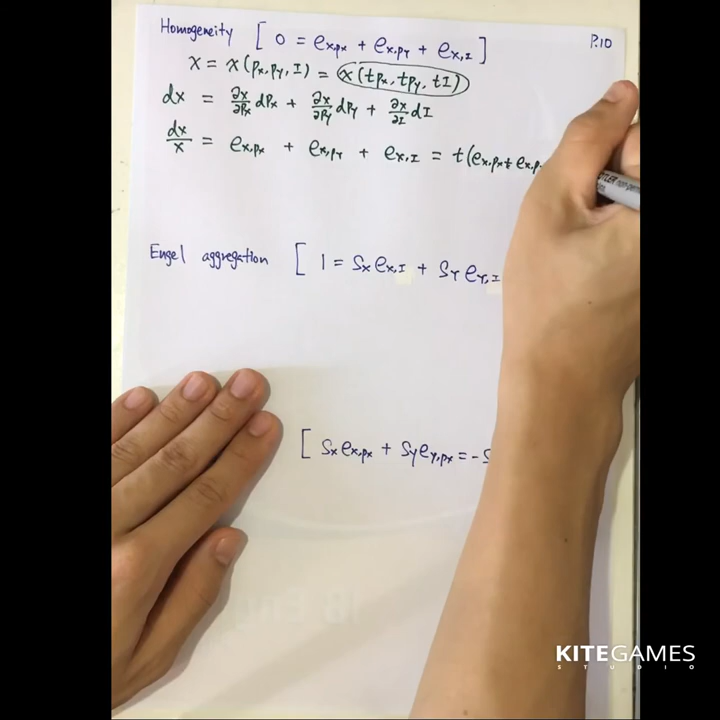 Homogeneity [ 0 = ex,px + ex,py + ex,I ]
P.10
x = x(px, py, I) = x(tpx, tpy, tI)
dx = ∂x/∂Px dPx + ∂x/∂Py dPy + ∂x/∂I dI
dx/x = ex,px + ex,py + ex,I = t(ex,px + ex,p
Engel aggregation [ 1 = Sx ex,I + SY eY,I
[ Sx ex,px + Sy ey,px = -S
KITEGAMES
STUDIO